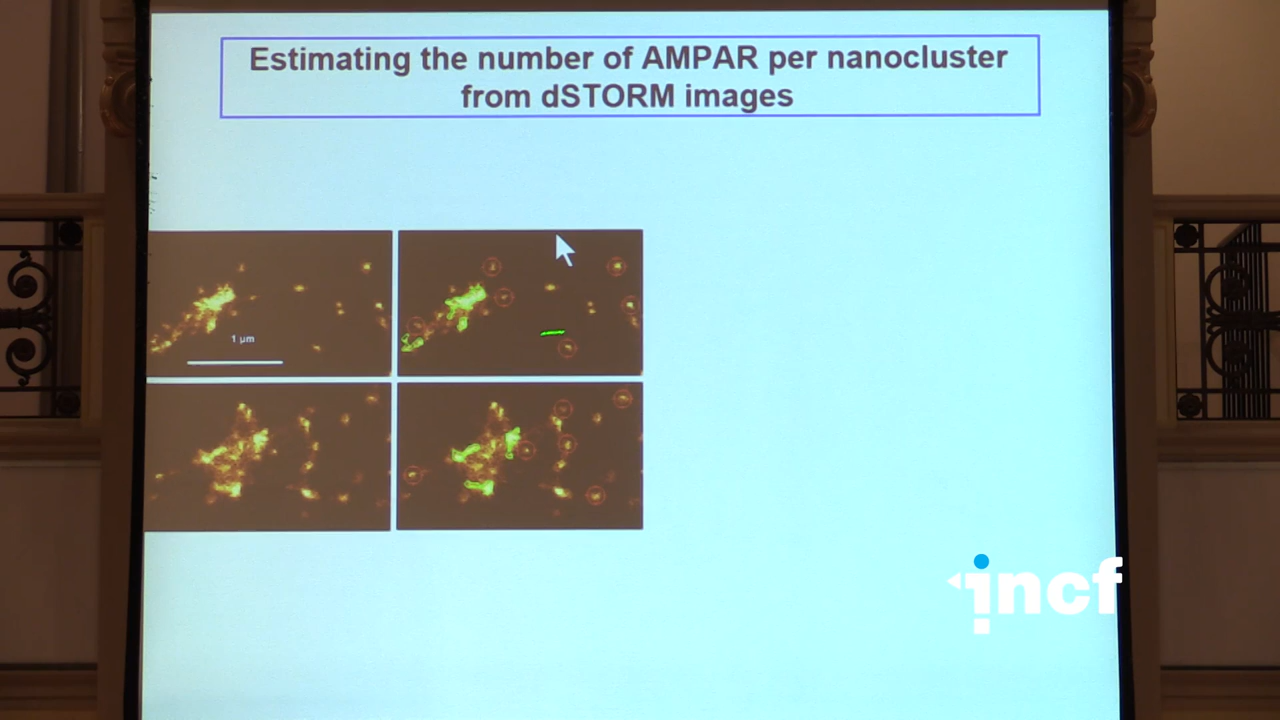 Estimating the number of AMPAR per nanocluster
from dSTORM images
1 µm
incf